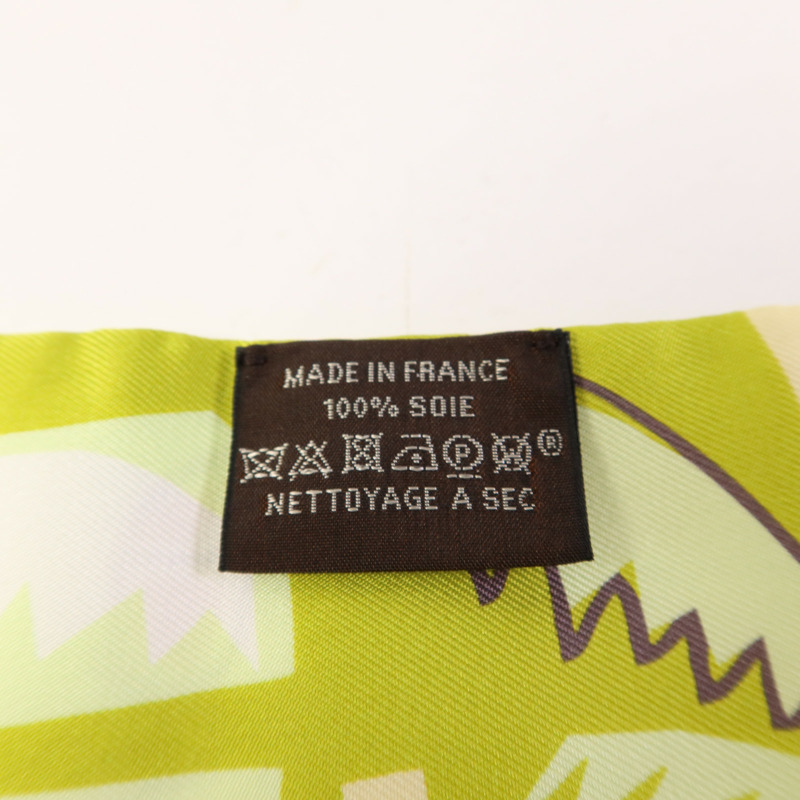 MADE IN FRANCE
100% SOIE
P W ®
NETTOYAGE A SEC